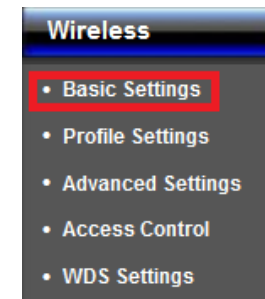 Wireless
• Basic Settings
• Profile Settings
• Advanced Settings
• Access Control
• WDS Settings